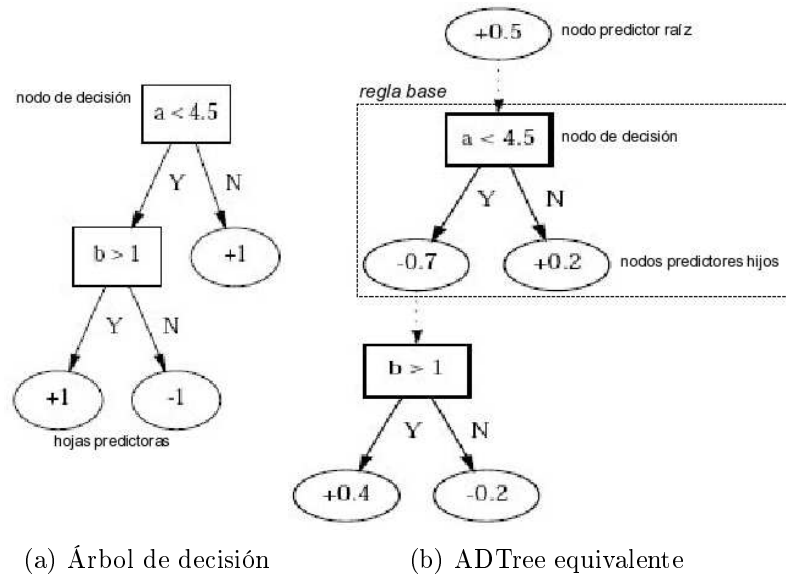 nodo de decisión
a < 4.5
Y
N
b > 1
+1
Y
N
+1
-1
hojas predictoras
(a) Árbol de decisión
+0.5
nodo predictor raíz
regla base
a < 4.5
nodo de decisión
Y
N
-0.7
+0.2
nodos predictores hijos
b > 1
Y
N
+0.4
-0.2
(b) ADTree equivalente